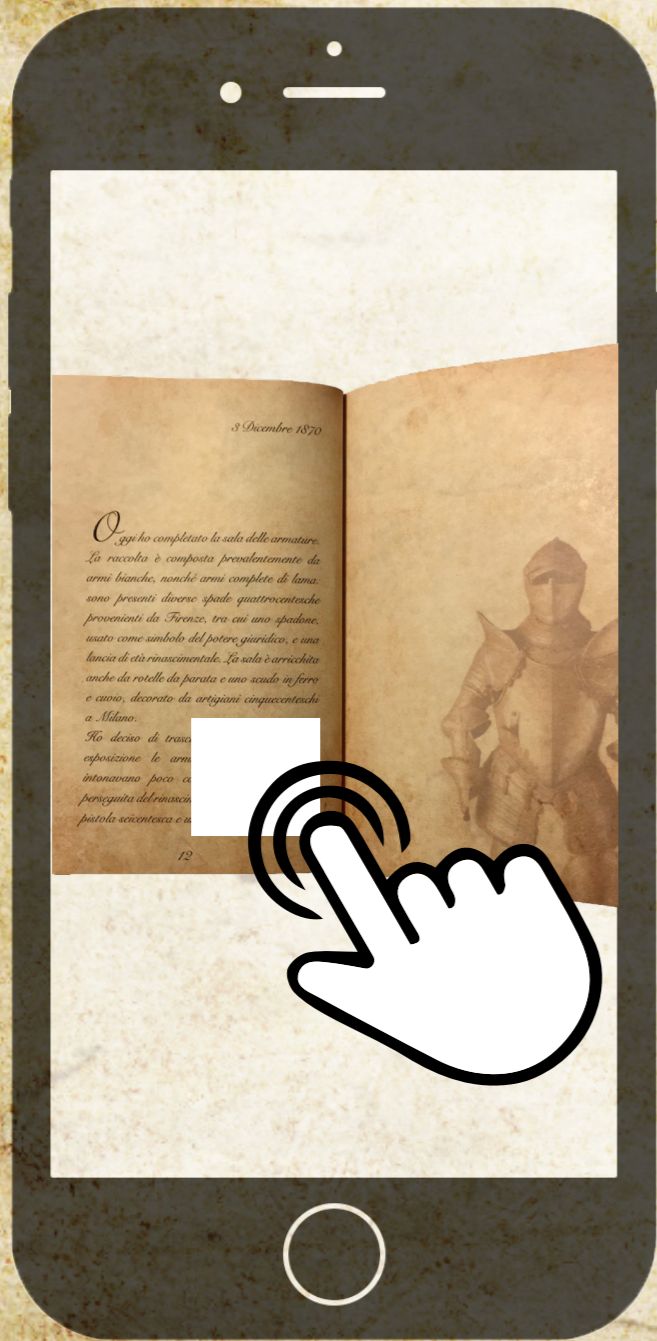 3 Dicembre 1870
Oggi ho completato la sala delle armature.
La raccolta è composta prevalentemente da
armi bianche, nonché armi complete di lama:
sono presenti diverse spade quattrocentesche
provenienti da Firenze, tra cui uno spadone,
usato come simbolo del potere giuridico, e una
lancia di età rinascimentale. La sala è arricchita
anche da rotelle da parata e uno scudo in ferro
e cuoio, decorato da artigiani cinquecenteschi
a Milano.
Ho deciso di
esposizione le
intonavano poco
perseguita
pistola seicentesca e
12